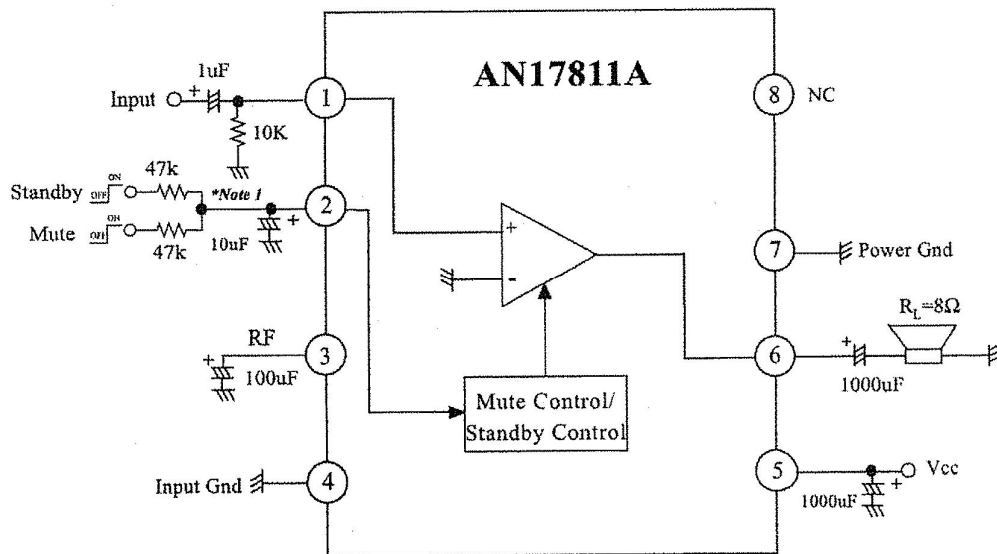 AN17811A
1uF
+
Input
1
10K
8
NC
47k
Standby OFF ON
*Note 1
2
Mute OFF ON
47k
10uF
+
+
-
7
Power Gnd
RF
3
+
100uF
RL=8Ω
6
+
1000uF
Mute Control/
Standby Control
Input Gnd
4
5
Vcc
1000uF
+